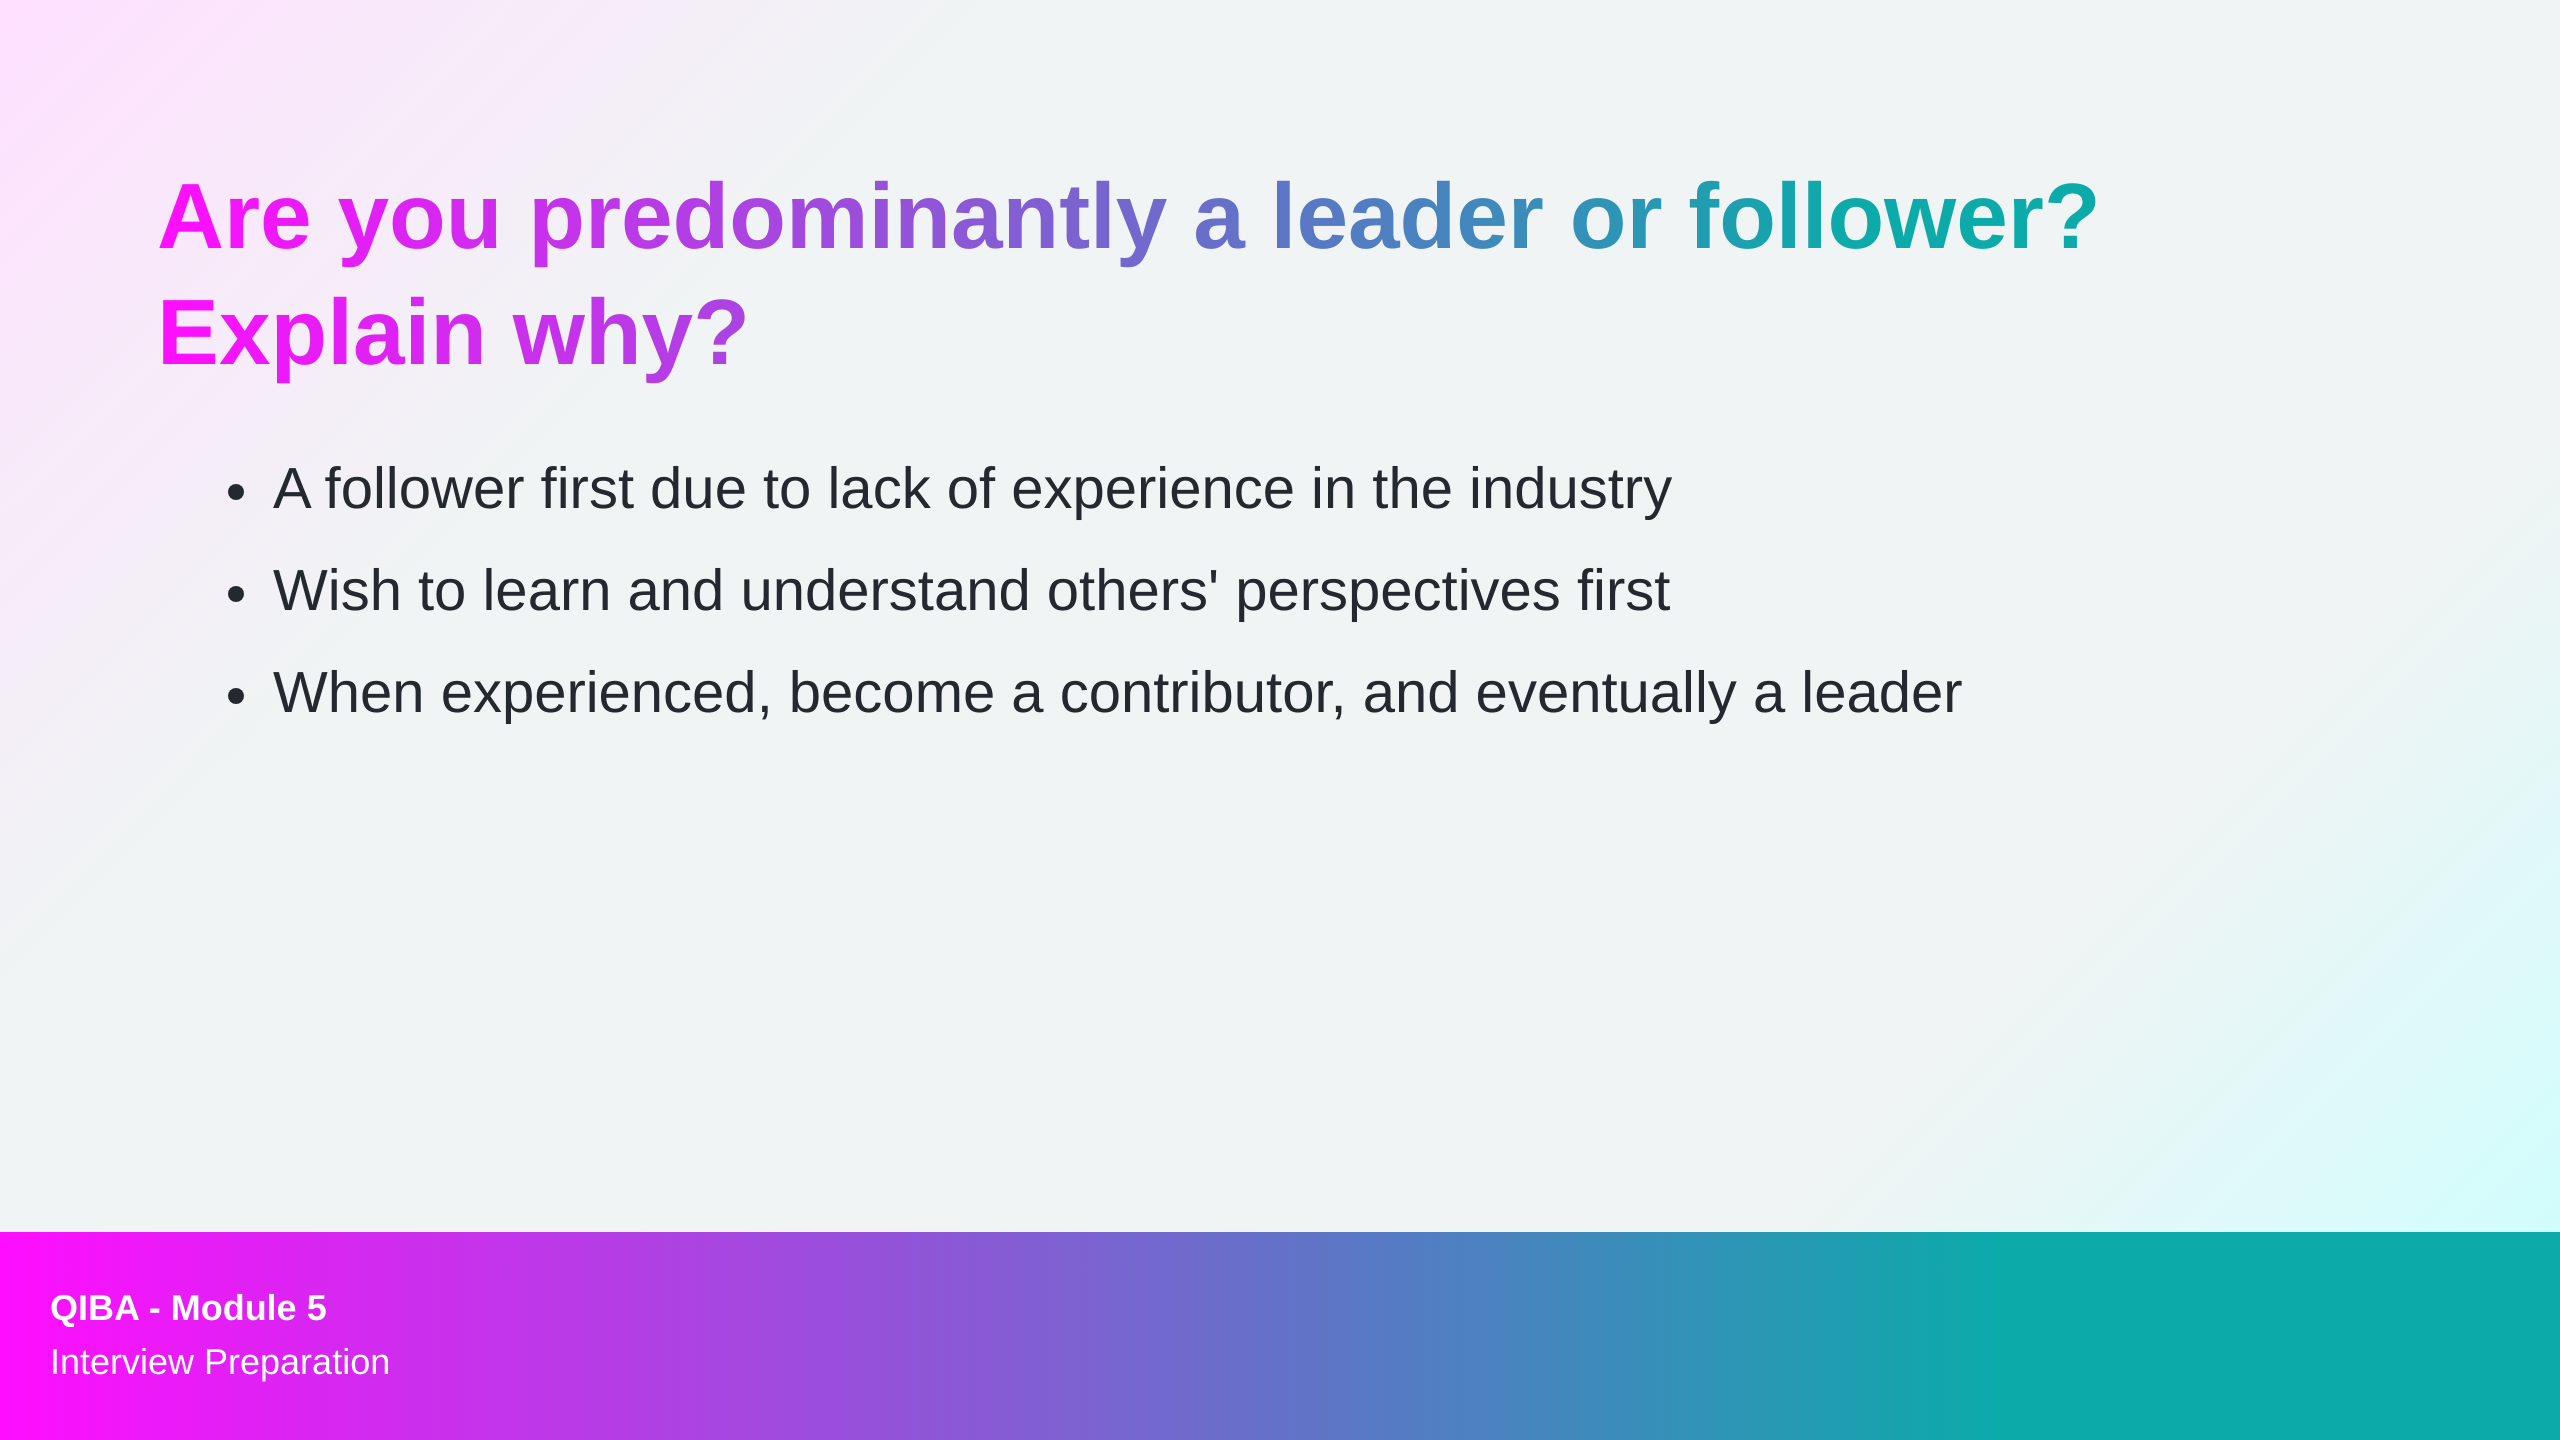 Are you predominantly a leader or follower?
Explain why?
• A follower first due to lack of experience in the industry
• Wish to learn and understand others' perspectives first
• When experienced, become a contributor, and eventually a leader
QIBA - Module 5
Interview Preparation